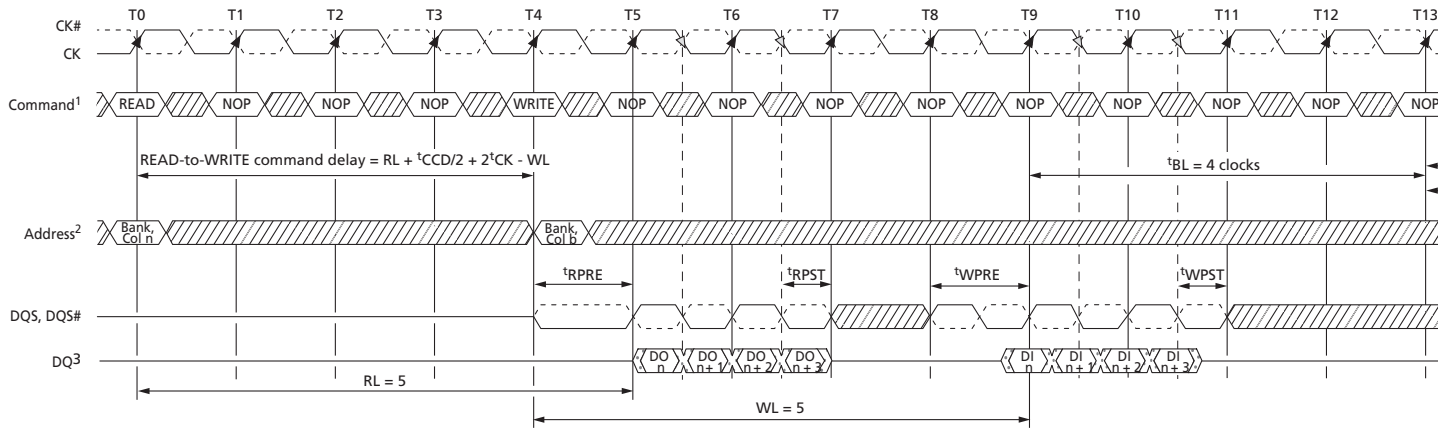 T0 T1 T2 T3 T4 T5 T6 T7 T8 T9 T10 T11 T12 T13
CK#
CK
Command1 READ NOP NOP NOP WRITE NOP NOP NOP NOP NOP NOP NOP NOP NOP
READ-to-WRITE command delay = RL + tCCD/2 + 2tCK - WL
tBL = 4 clocks
Address2 Bank, Col n Bank, Col b
tRPRE tRPST tWPRE tWPST
DQS, DQS#
DQ3 DO n DO n + 1 DO n + 2 DO n + 3 DI n DI n + 1 DI n + 2 DI n + 3
RL = 5
WL = 5